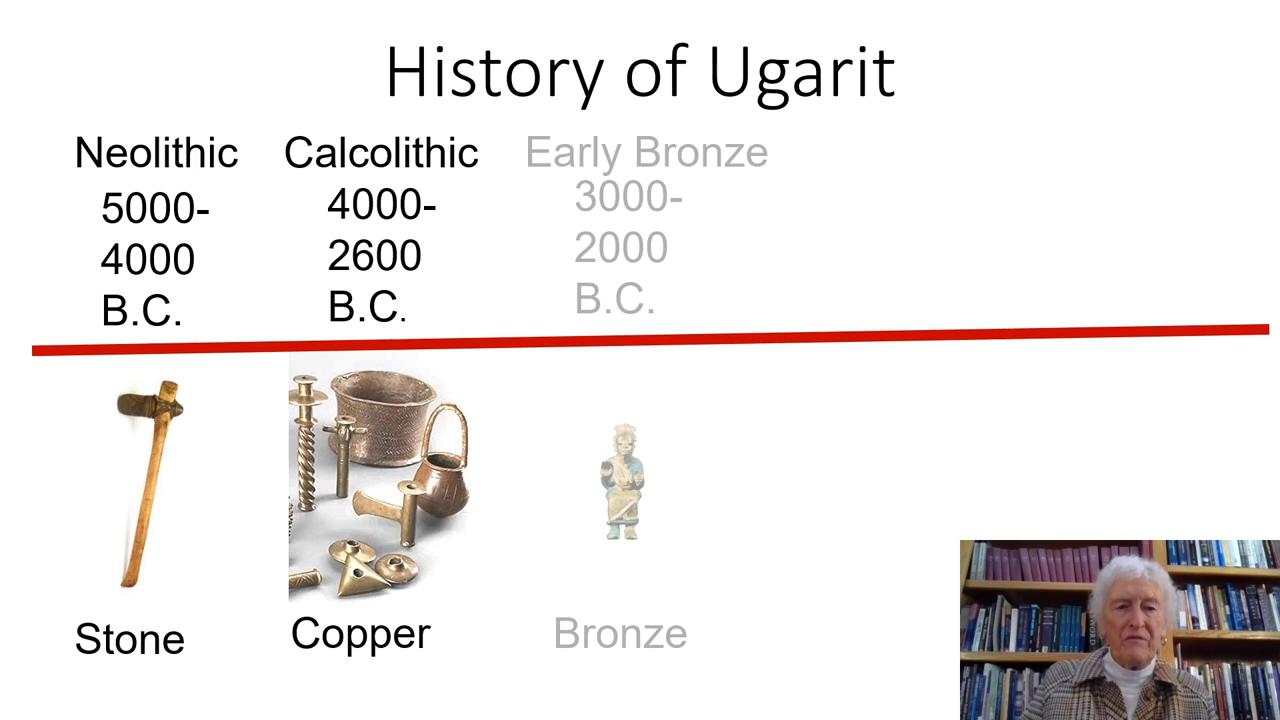 History of Ugarit
Neolithic
5000-
4000
B.C.
Calcolithic
4000-
2600
B.C.
Early Bronze
3000-
2000
B.C.
Stone
Copper
Bronze